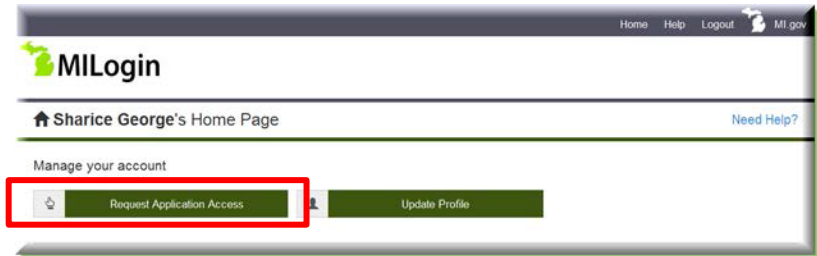 Home Help Logout MI.gov
MILogin
Sharice George's Home Page Need Help?
Manage your account
Request Application Access Update Profile